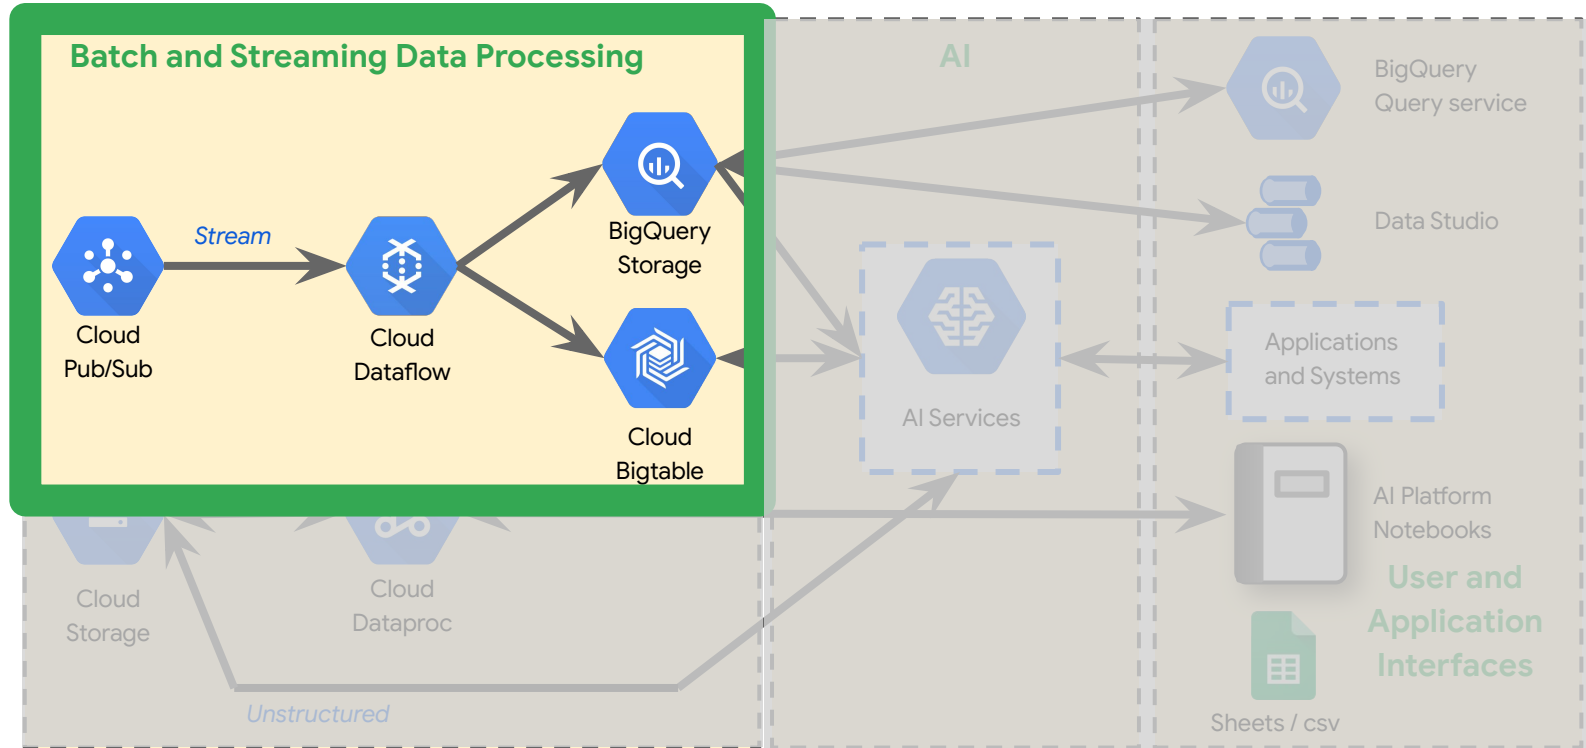 Batch and Streaming Data Processing
Stream
Cloud
Pub/Sub
Cloud
Dataflow
BigQuery
Storage
Cloud
Bigtable
Cloud
Storage
Cloud
Dataproc
Unstructured
AI
AI Services
BigQuery
Query service
Data Studio
Applications
and Systems
AI Platform
Notebooks
User and
Application
Interfaces
Sheets / csv